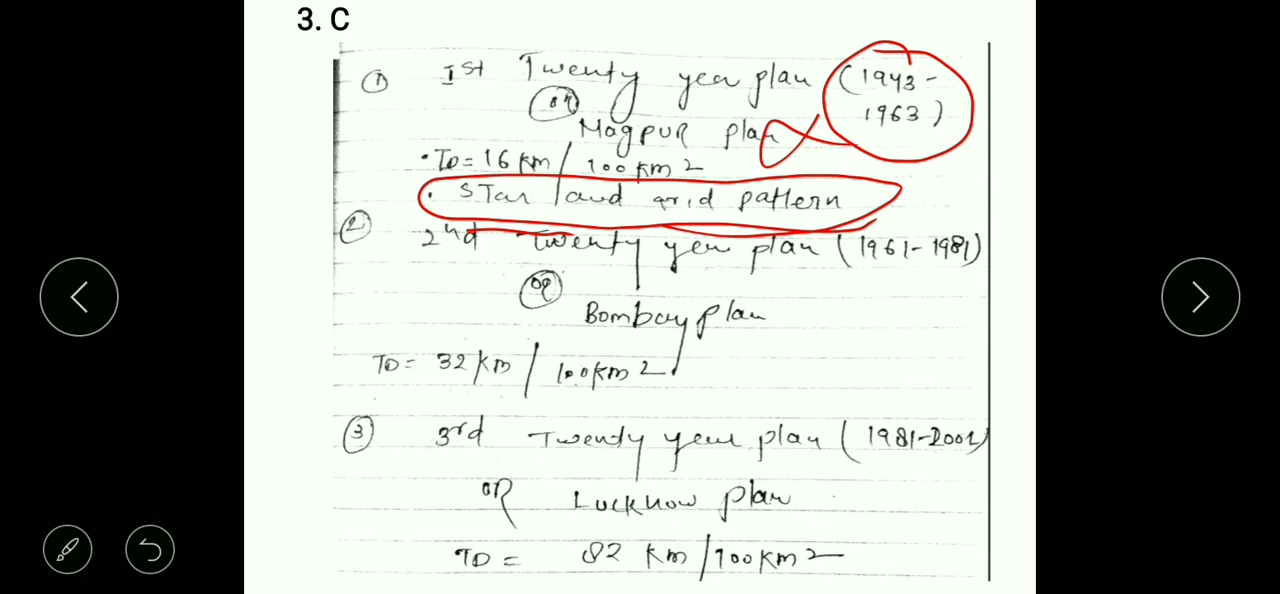 3. C
① Ist Twenty year plan (1943-
1963)
OR
Nagpur plan
• TD = 16 km / 100 km2
• Star and grid pattern
② 2nd Twenty year plan (1961-1981)
OR
Bombay plan
TD = 32 km / 100 km2
③ 3rd Twenty year plan (1981-2001)
OR Lucknow plan
TD = 82 km / 100 km2